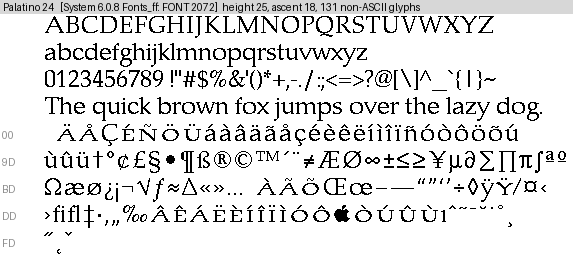 Palatino 24 [System 6.0.8 Fonts_ff: FONT 2072] height 25, ascent 18, 131 non-ASCII glyphs
ABCDEFGHIJKLMNOPQRSTUVWXYZ
abcdefghijklmnopqrstuvwxyz
0123456789 !"#$%&'()*+,-./:;<=>?@[\]^_`{|}~
The quick brown fox jumps over the lazy dog.
00 ÄÅÇÉÑÖÜáàâäãåçéèêëíìîïñóòôöõú
9D ùûü†°¢£§•¶ß®©™´¨≠ÆØ∞±≤≥¥µ∂∑∏π∫ªº
BD Ωæø¿¡¬√ƒ≈∆«»… ÀÃÕŒœ–—“”‘’÷◊ÿŸ⁄¤‹
DD ›ﬁﬂ‡·‚„‰ÂÊÁËÈÍÎÏÌÓÔÒÚÛÙıˆ˜¯˘˙˚¸
FD ˝˛ˇ